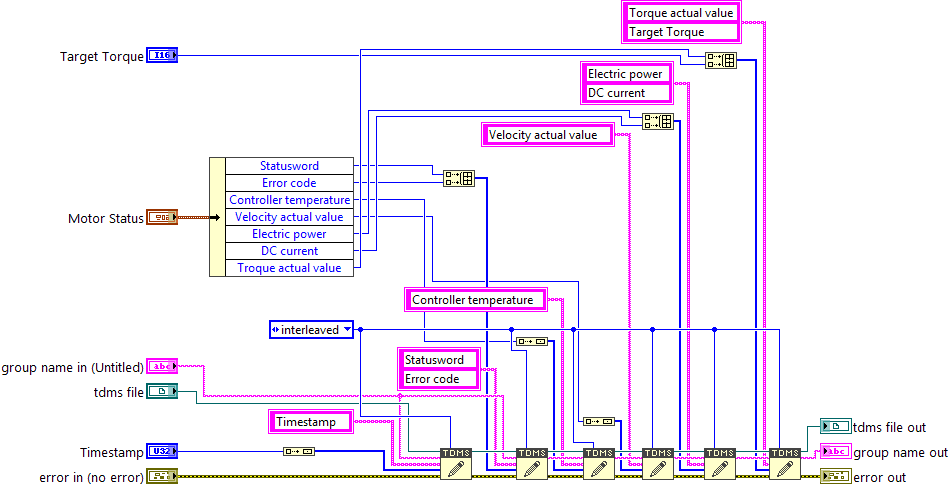 Torque actual value
Target Torque
Target Torque
I16
Electric power
DC current
Velocity actual value
Statusword
Error code
Controller temperature
Velocity actual value
Electric power
DC current
Troque actual value
Motor Status
Controller temperature
interleaved
Statusword
Error code
group name in (Untitled)
abc
tdms file
Timestamp
Timestamp
U32
error in (no error)
TDMS
TDMS
TDMS
TDMS
TDMS
TDMS
tdms file out
abc
group name out
error out